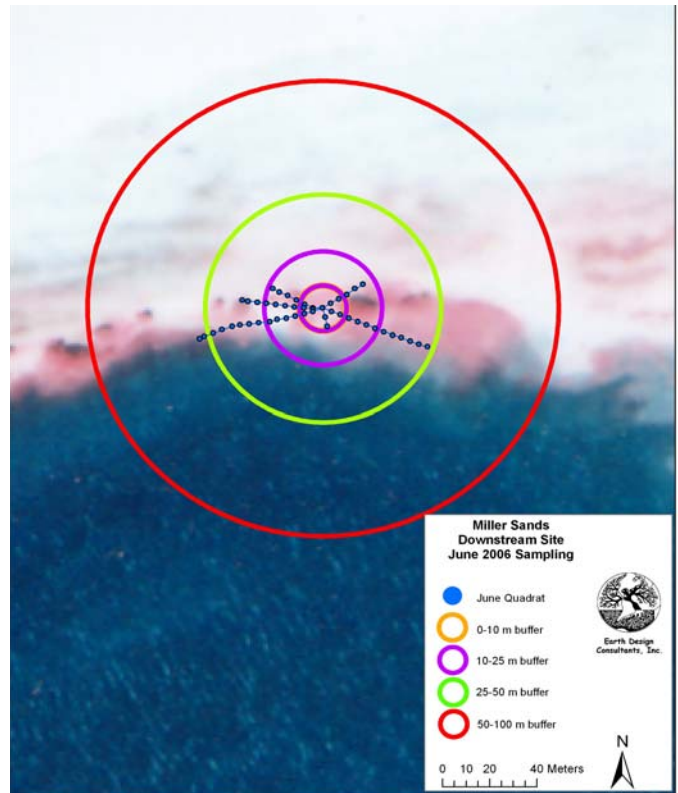 Miller Sands
Downstream Site
June 2006 Sampling
June Quadrat
0-10 m buffer
Earth Design
Consultants, Inc.
10-25 m buffer
25-50 m buffer
50-100 m buffer
N
0 10 20 40 Meters